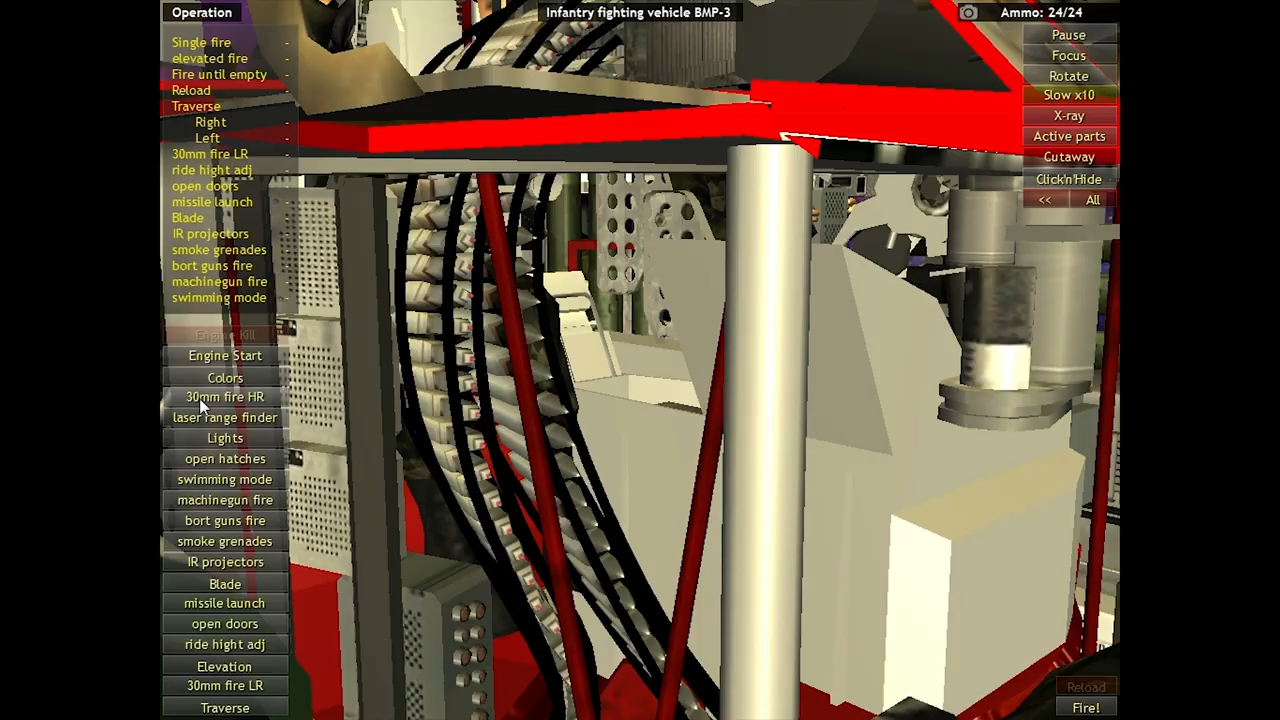 Operation
Infantry fighting vehicle BMP-3
Ammo: 24/24
Single fire -
elevated fire -
Fire until empty -
Reload -
Traverse -
Right -
Left -
30mm fire LR -
ride hight adj -
open doors -
missile launch -
Blade -
IR projectors -
smoke grenades
bort guns fire -
machinegun fire
swimming mode -
Engine Kill
Engine Start
Colors
30mm fire HR
laser range finder
Lights
open hatches
swimming mode
machinegun fire
bort guns fire
smoke grenades
IR projectors
Blade
missile launch
open doors
ride hight adj
Elevation
30mm fire LR
Traverse
Pause
Focus
Rotate
Slow x10
X-ray
Active parts
Cutaway
Click'n'Hide
<< All
Reload
Fire!